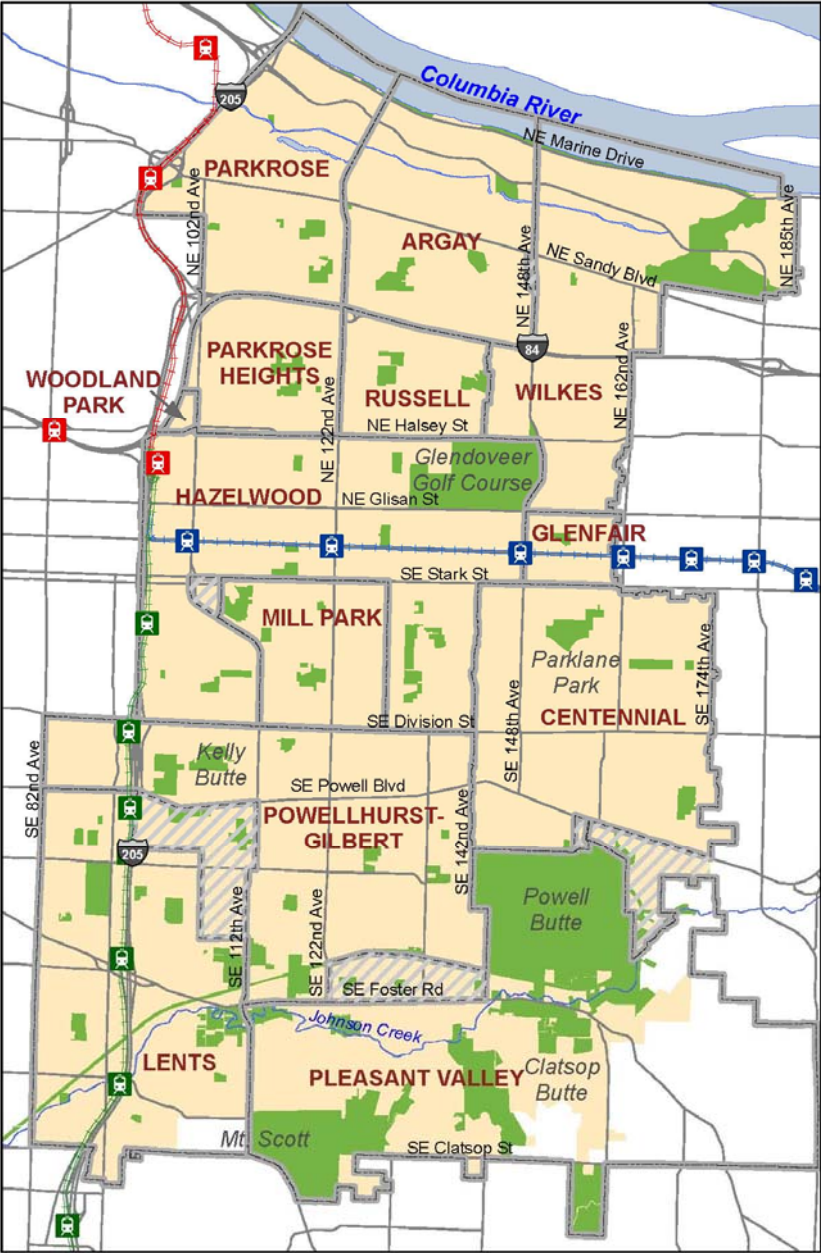 Columbia River
205
NE Marine Drive
PARKROSE
NE 102nd Ave
NE 185th Ave
ARGAY
NE 148th Ave
NE Sandy Blvd
84
PARKROSE
HEIGHTS
NE 162nd Ave
WOODLAND
PARK
RUSSELL
WILKES
NE 122nd Ave
NE Halsey St
Glendoveer
Golf Course
HAZELWOOD
NE Glisan St
GLENFAIR
SE Stark St
MILL PARK
Parklane
Park
SE 174th Ave
SE 148th Ave
CENTENNIAL
SE Division St
SE 82nd Ave
Kelly
Butte
SE Powell Blvd
POWELLHURST-
GILBERT
SE 142nd Ave
205
Powell
Butte
SE 112th Ave
SE 122nd Ave
SE Foster Rd
Johnson Creek
LENTS
PLEASANT VALLEY
Clatsop
Butte
Mt. Scott
SE Clatsop St